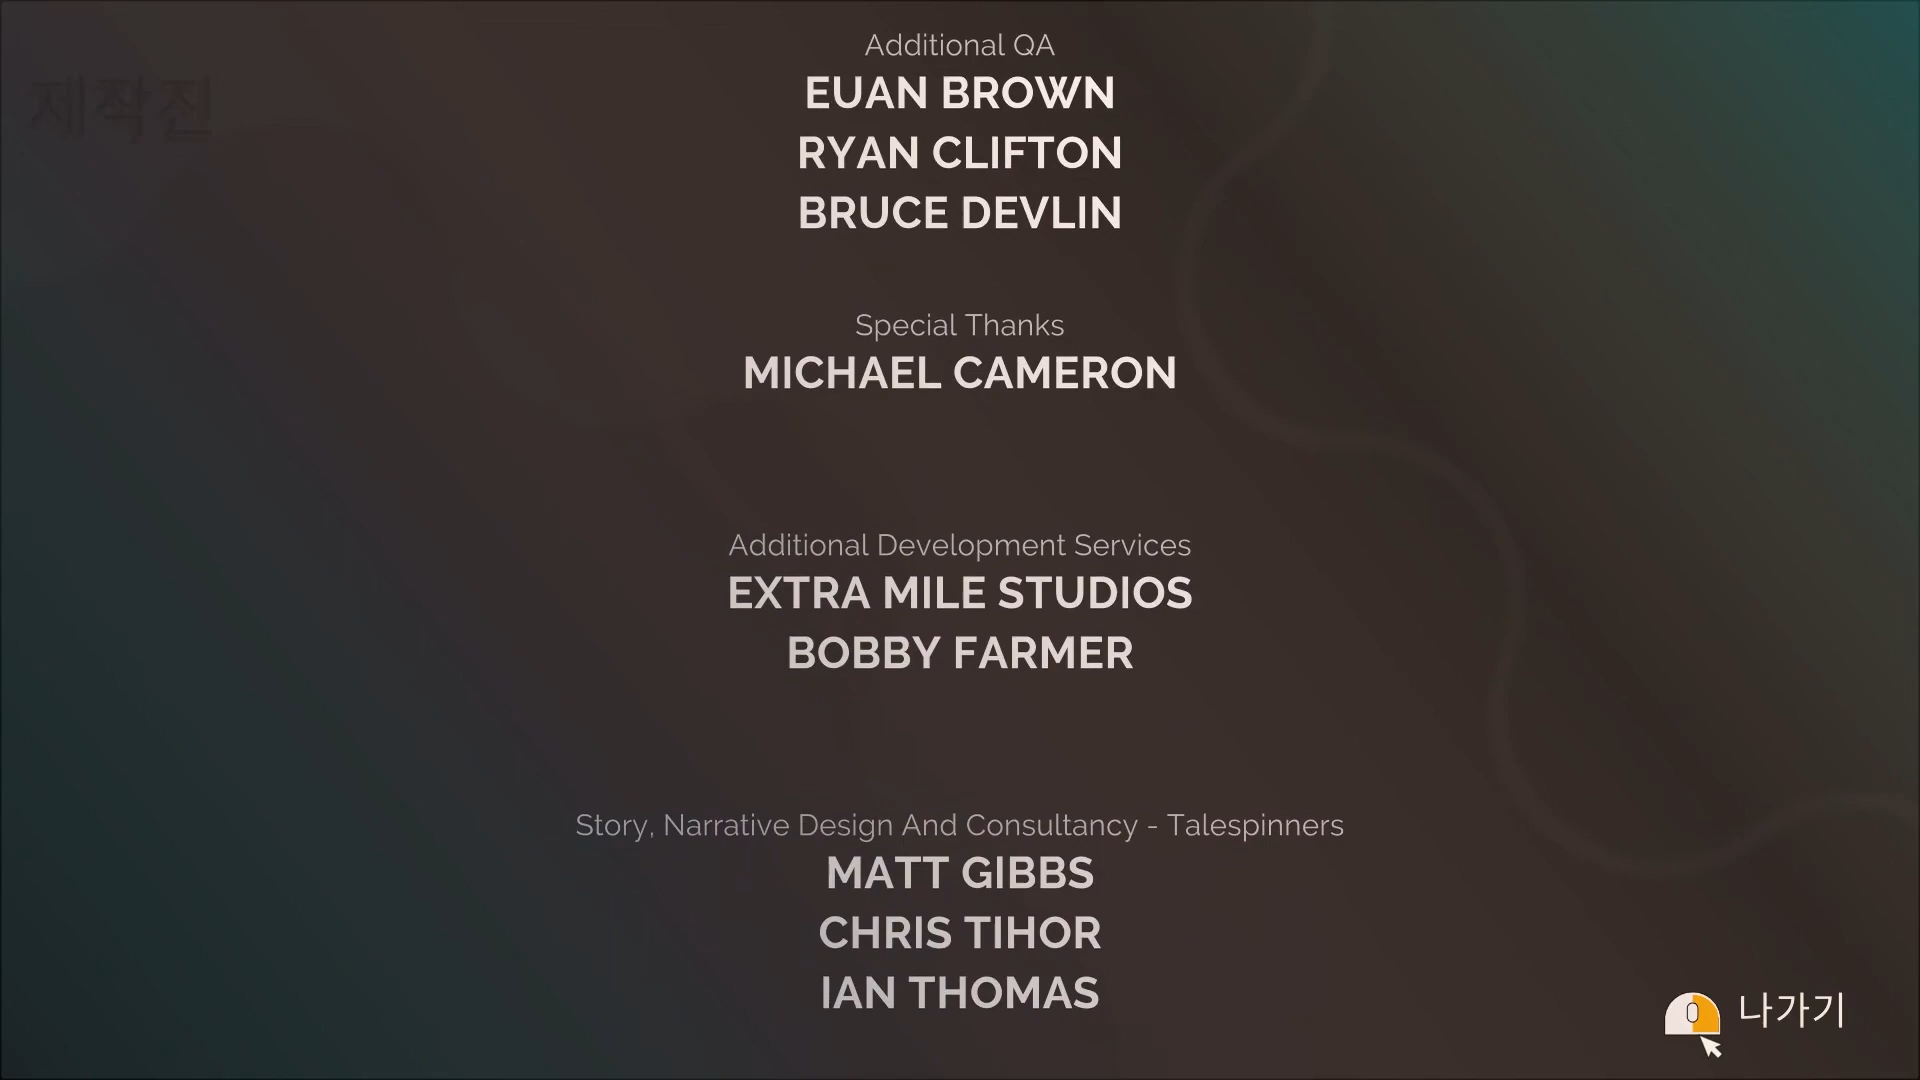 제작진
Additional QA
EUAN BROWN
RYAN CLIFTON
BRUCE DEVLIN
Special Thanks
MICHAEL CAMERON
Additional Development Services
EXTRA MILE STUDIOS
BOBBY FARMER
Story, Narrative Design And Consultancy - Talespinners
MATT GIBBS
CHRIS TIHOR
IAN THOMAS
나가기